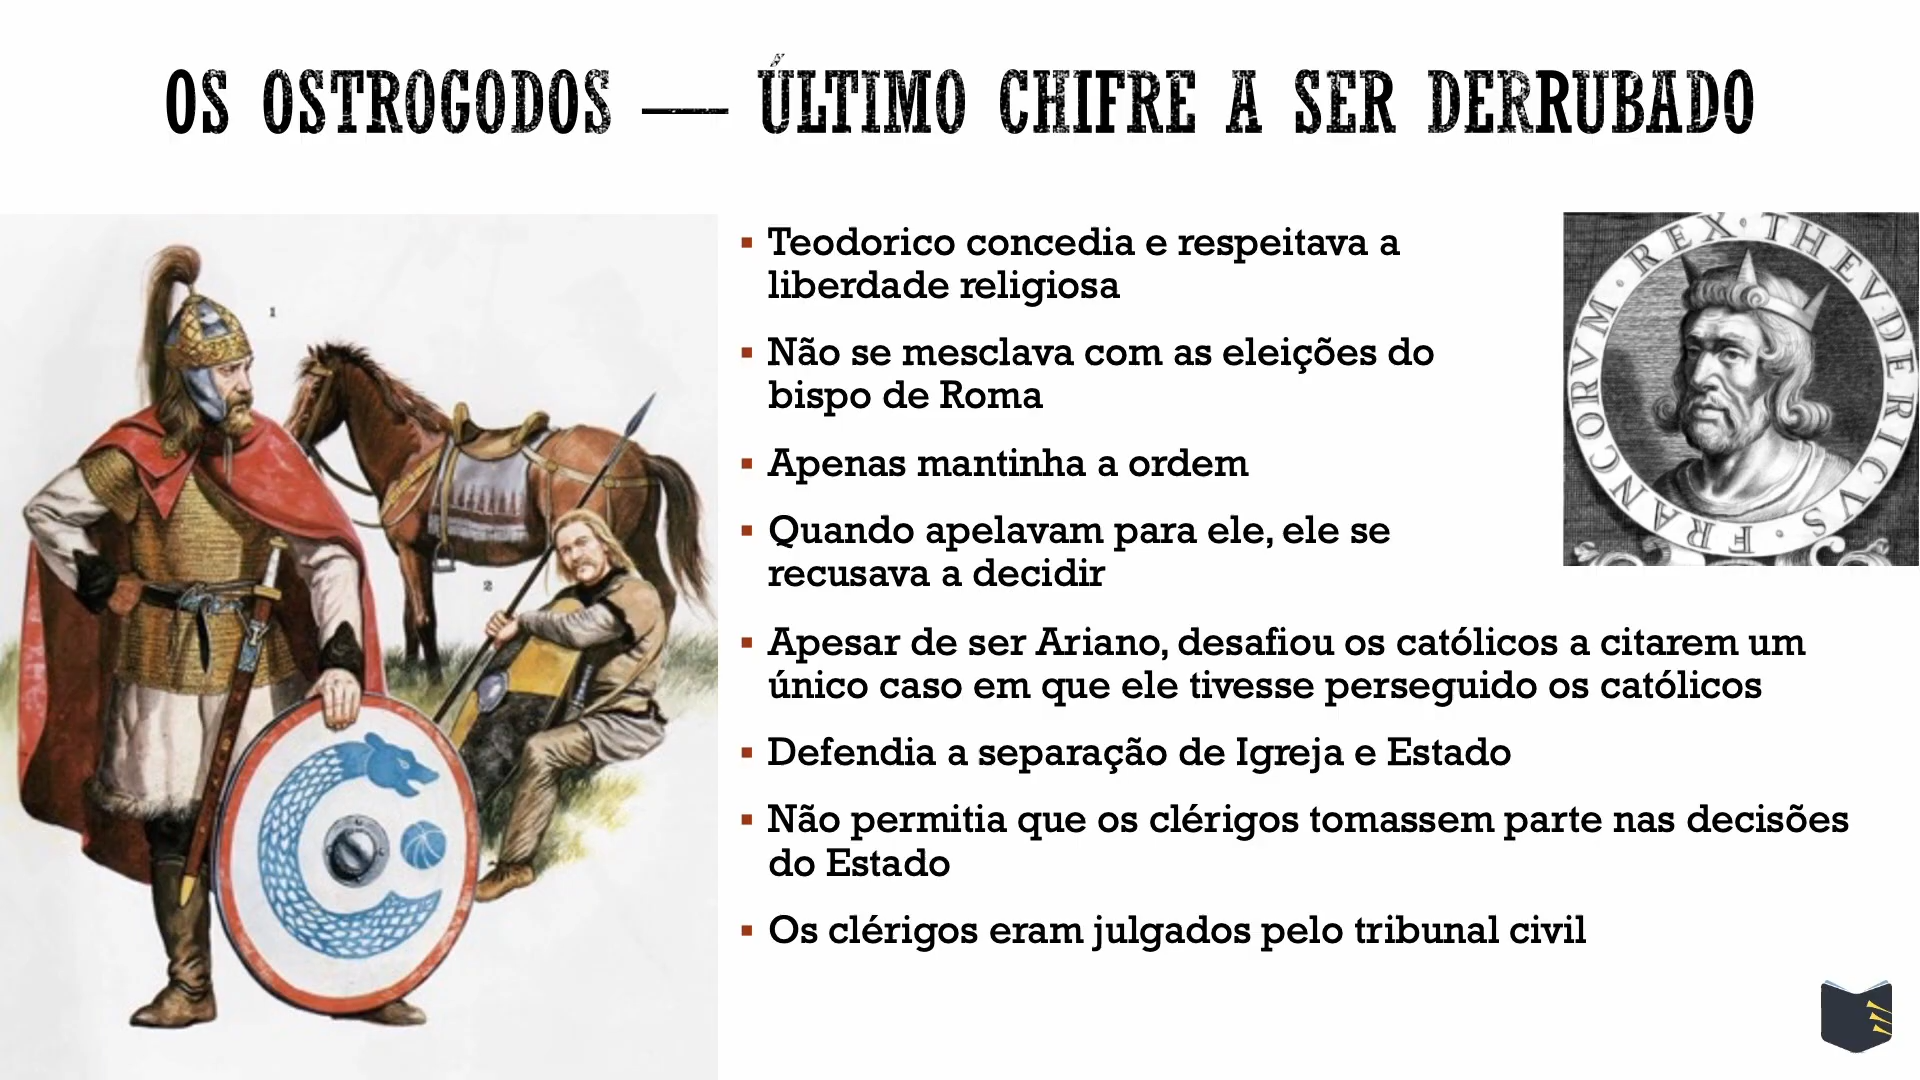 OS OSTROGODOS — ÚLTIMO CHIFRE A SER DERRUBADO
▪ Teodorico concedia e respeitava a
liberdade religiosa
▪ Não se mesclava com as eleições do
bispo de Roma
▪ Apenas mantinha a ordem
▪ Quando apelavam para ele, ele se
recusava a decidir
▪ Apesar de ser Ariano, desafiou os católicos a citarem um
único caso em que ele tivesse perseguido os católicos
▪ Defendia a separação de Igreja e Estado
▪ Não permitia que os clérigos tomassem parte nas decisões
do Estado
▪ Os clérigos eram julgados pelo tribunal civil
1
2
REX · THEVDERICVS · FRANCORVM ·